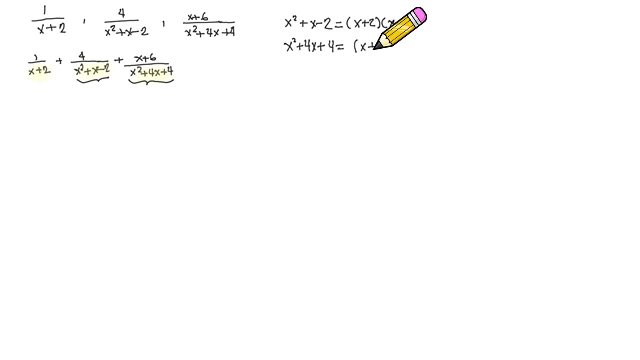 1/(x+2) , 4/(x²+x-2) , (x+6)/(x²+4x+4)
1/(x+2) + 4/(x²+x-2) + (x+6)/(x²+4x+4)
x²+x-2 = (x+2)(x
x²+4x+4 = (x+